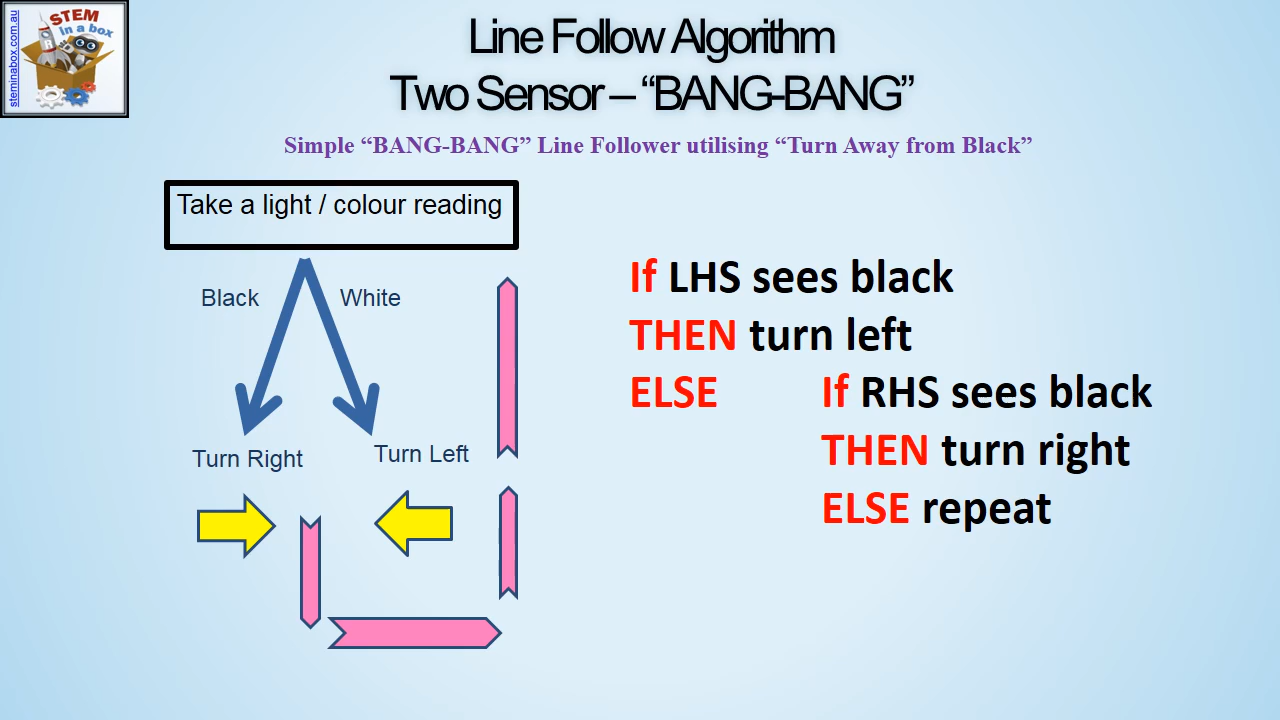 steminabox.com.au
STEM
in a box
Line Follow Algorithm
Two Sensor – “BANG-BANG”
Simple “BANG-BANG” Line Follower utilising “Turn Away from Black”
Take a light / colour reading
Black
White
Turn Right
Turn Left
If LHS sees black
THEN turn left
ELSE If RHS sees black
THEN turn right
ELSE repeat